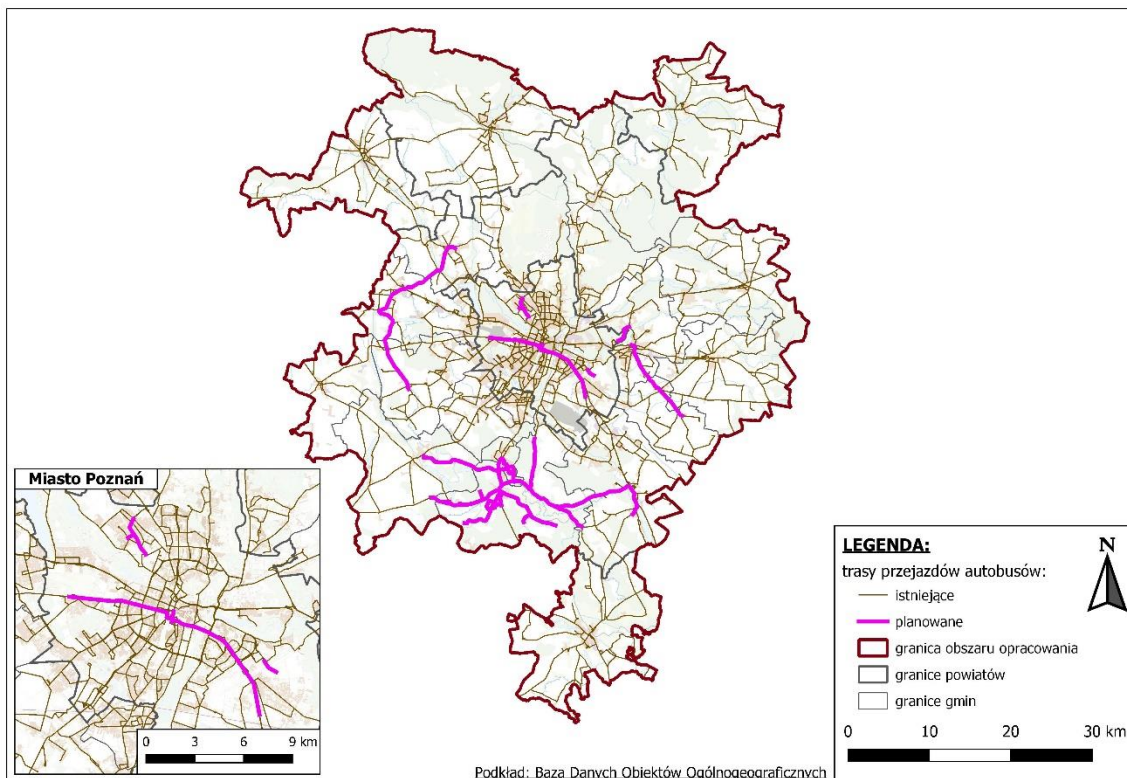 Miasto Poznań
0 3 6 9 km
LEGENDA:
N
trasy przejazdów autobusów:
istniejące
planowane
granica obszaru opracowania
granice powiatów
granice gmin
0 10 20 30 km
Podkład: Baza Danych Obiektów Ogólnogeograficznych